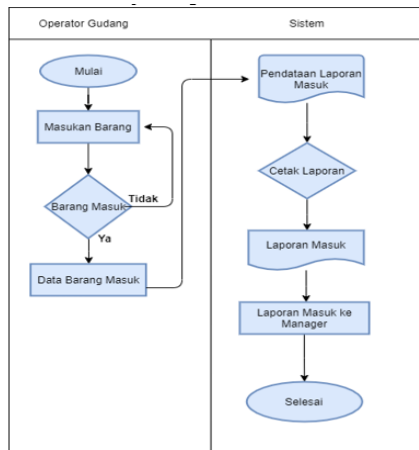 Operator Gudang
Sistem
Mulai
Masukan Barang
Barang Masuk
Tidak
Ya
Data Barang Masuk
Pendataan Laporan
Masuk
Cetak Laporan
Laporan Masuk
Laporan Masuk ke
Manager
Selesai